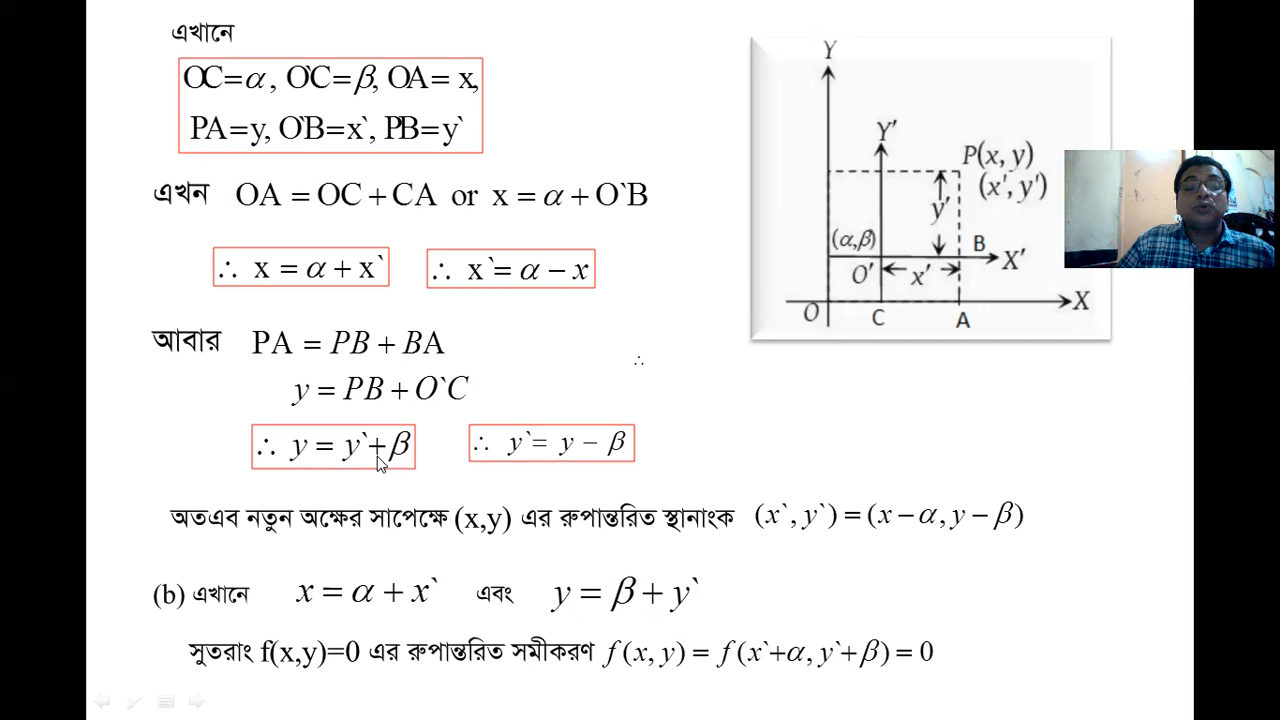 এখানে
OC=α, O`C=β, OA= x,
PA=y, O`B=x`, PB=y`
এখন OA = OC + CA or x = α + O`B
∴ x = α + x` ∴ x`= α − x
আবার PA = PB + BA
∴
y = PB + O`C
∴ y = y`+ β ∴ y`= y − β
অতএব নতুন অক্ষের সাপেক্ষে (x,y) এর রুপান্তরিত স্থানাংক (x`, y`) = (x − α, y − β)
(b) এখানে x = α + x` এবং y = β + y`
সুতরাং f(x,y)=0 এর রুপান্তরিত সমীকরণ f (x, y) = f (x`+α, y`+ β) = 0
Y
Y′
P(x, y)
(x′, y′)
y′
(α,β)
B
O′
x′
X′
O
C
A
X